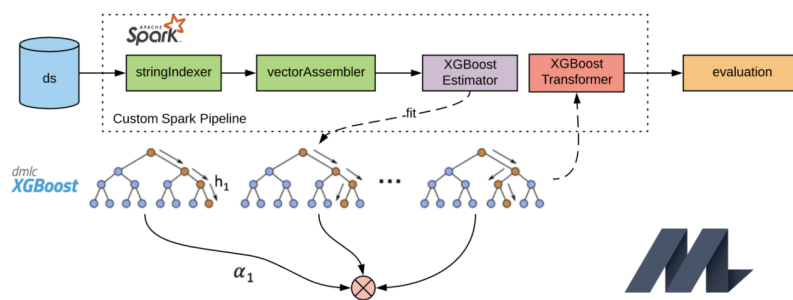 APACHE
Spark
ds
stringIndexer
vectorAssembler
XGBoost
Estimator
XGBoost
Transformer
evaluation
fit
Custom Spark Pipeline
dmlc
XGBoost
h₁
...
α₁